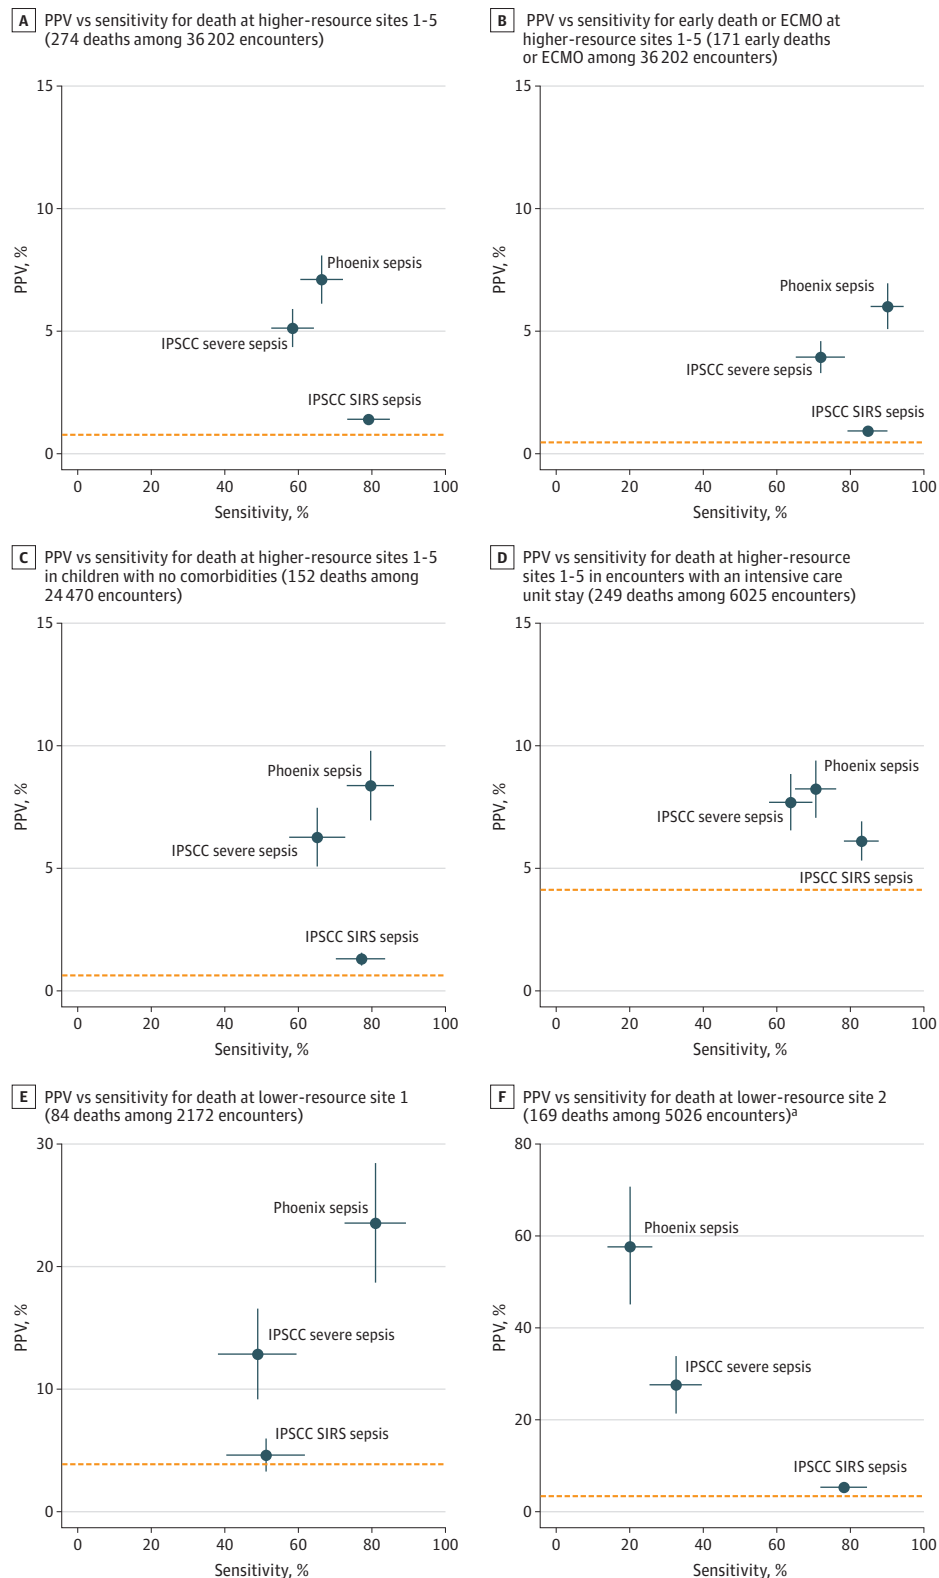 A PPV vs sensitivity for death at higher-resource sites 1-5
(274 deaths among 36 202 encounters)
15
10
5
0
PPV, %
Phoenix sepsis
IPSCC severe sepsis
IPSCC SIRS sepsis
0 20 40 60 80 100
Sensitivity, %
B PPV vs sensitivity for early death or ECMO at
higher-resource sites 1-5 (171 early deaths
or ECMO among 36 202 encounters)
15
10
5
0
PPV, %
Phoenix sepsis
IPSCC severe sepsis
IPSCC SIRS sepsis
0 20 40 60 80 100
Sensitivity, %
C PPV vs sensitivity for death at higher-resource sites 1-5
in children with no comorbidities (152 deaths among
24 470 encounters)
15
10
5
0
PPV, %
Phoenix sepsis
IPSCC severe sepsis
IPSCC SIRS sepsis
0 20 40 60 80 100
Sensitivity, %
D PPV vs sensitivity for death at higher-resource
sites 1-5 in encounters with an intensive care
unit stay (249 deaths among 6025 encounters)
15
10
5
0
PPV, %
Phoenix sepsis
IPSCC severe sepsis
IPSCC SIRS sepsis
0 20 40 60 80 100
Sensitivity, %
E PPV vs sensitivity for death at lower-resource site 1
(84 deaths among 2172 encounters)
30
20
10
0
PPV, %
Phoenix sepsis
IPSCC severe sepsis
IPSCC SIRS sepsis
0 20 40 60 80 100
Sensitivity, %
F PPV vs sensitivity for death at lower-resource site 2
(169 deaths among 5026 encounters)a
80
60
40
20
0
PPV, %
Phoenix sepsis
IPSCC severe sepsis
IPSCC SIRS sepsis
0 20 40 60 80 100
Sensitivity, %